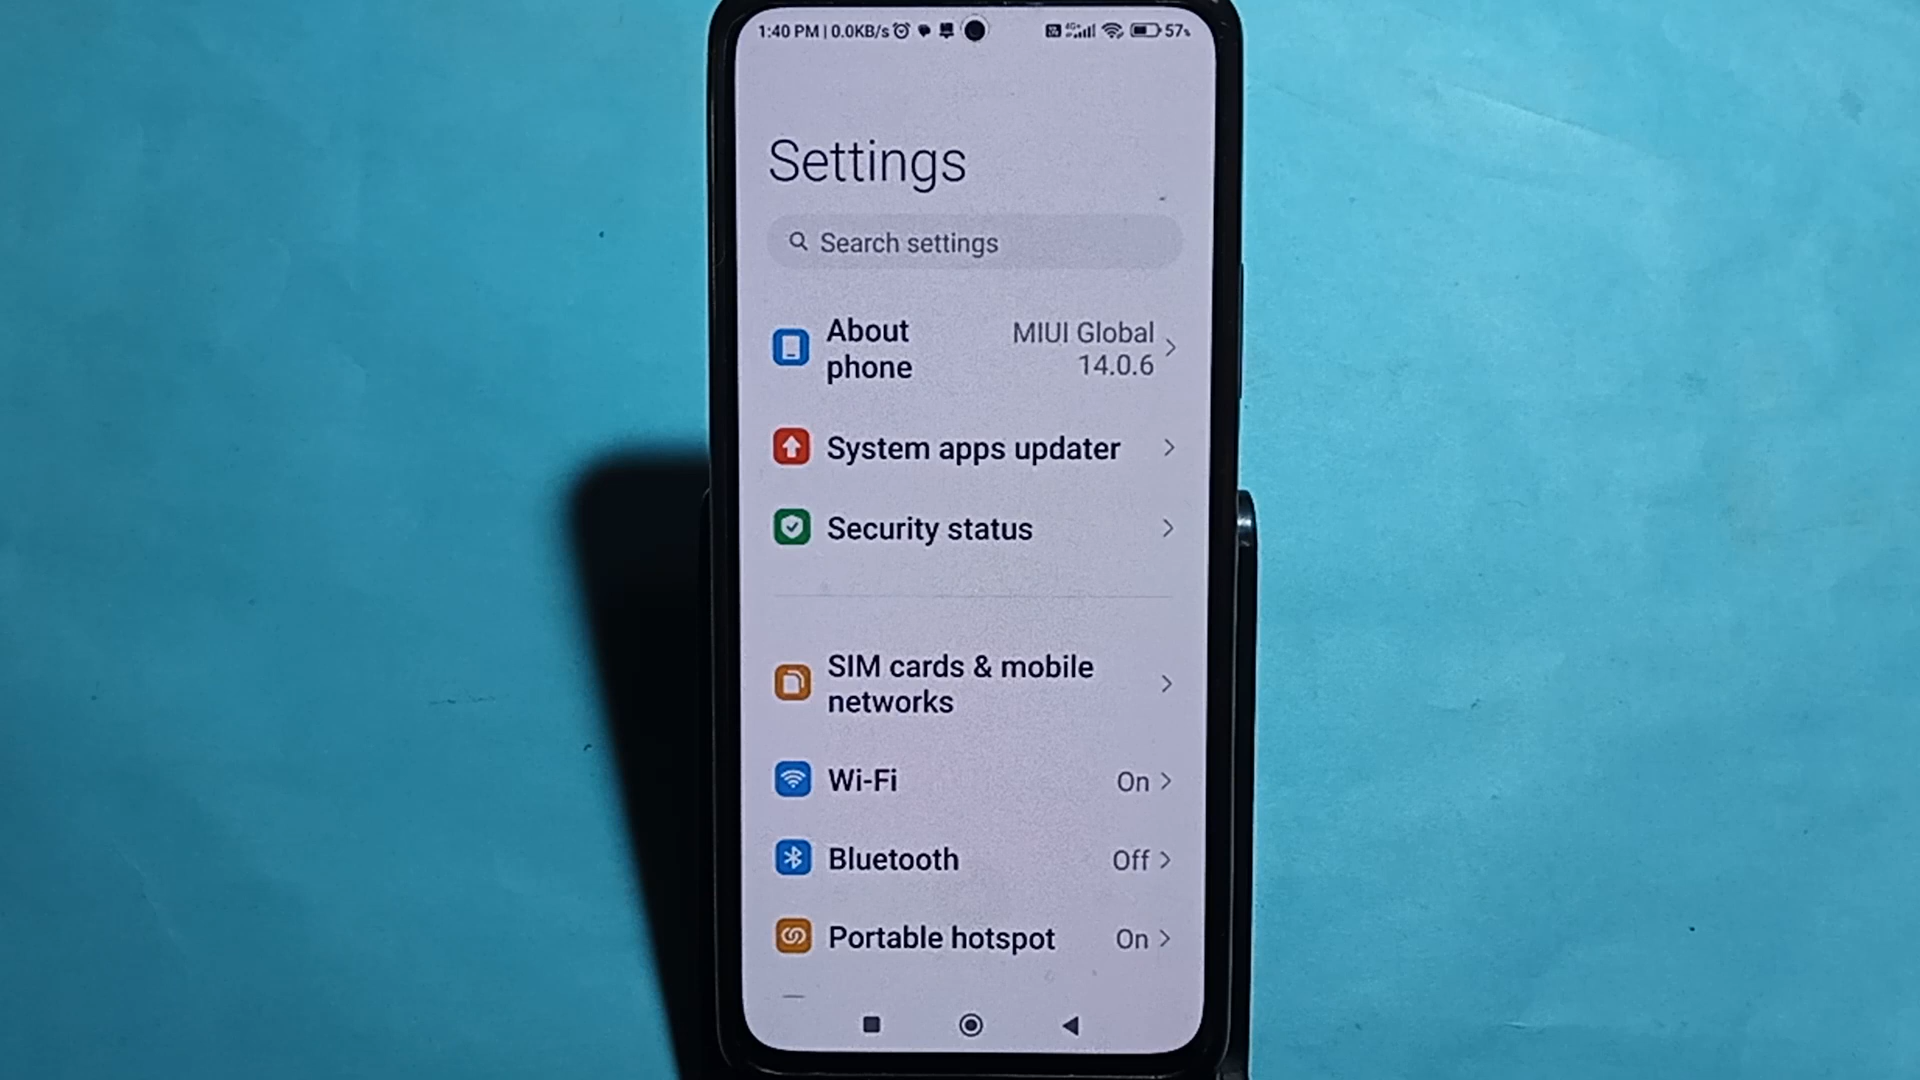 1:40 PM | 0.0KB/s 4G+ 57%
Settings
Search settings
About
phone
MIUI Global
14.0.6
System apps updater
Security status
SIM cards & mobile
networks
Wi-Fi
On
Bluetooth
Off
Portable hotspot
On